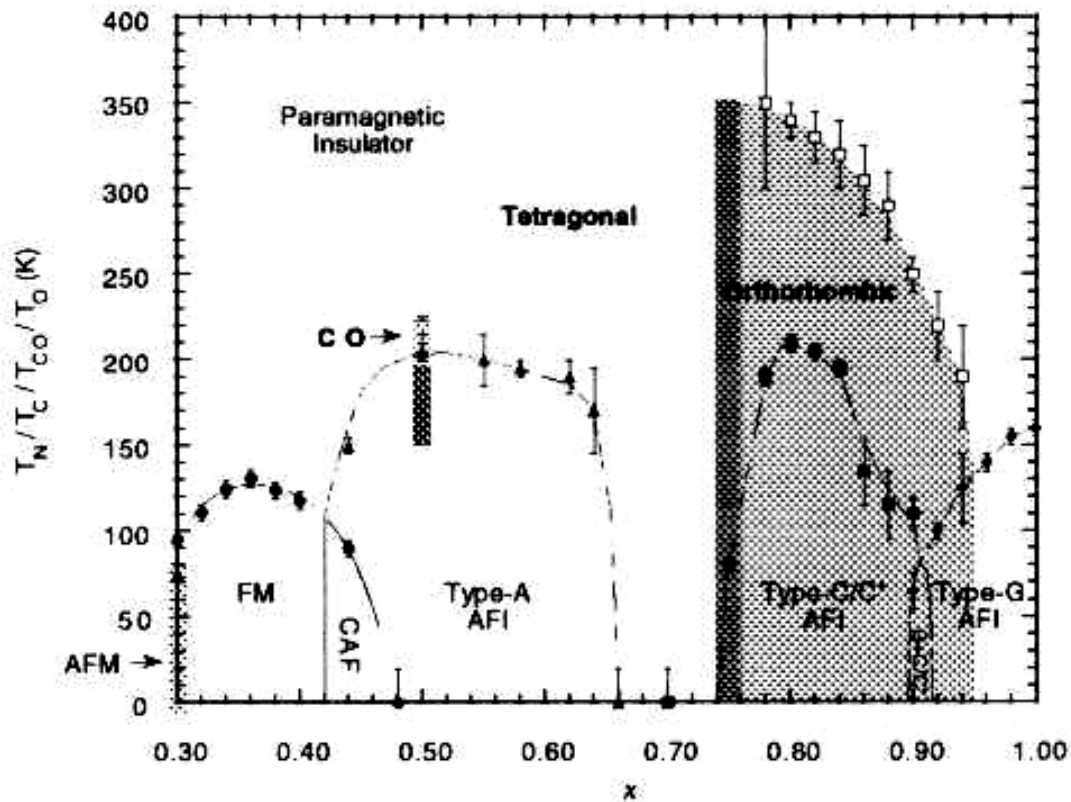 400
350
300
250
200
150
100
50
0
T_N / T_C / T_CO / T_O (K)
Paramagnetic
Insulator
Tetragonal
Orthorhombic
C O
FM
CAF
Type-A
AFI
Type-C/C⁺
AFI
Type-G
AFI
AFM
0.30 0.40 0.50 0.60 0.70 0.80 0.90 1.00
x